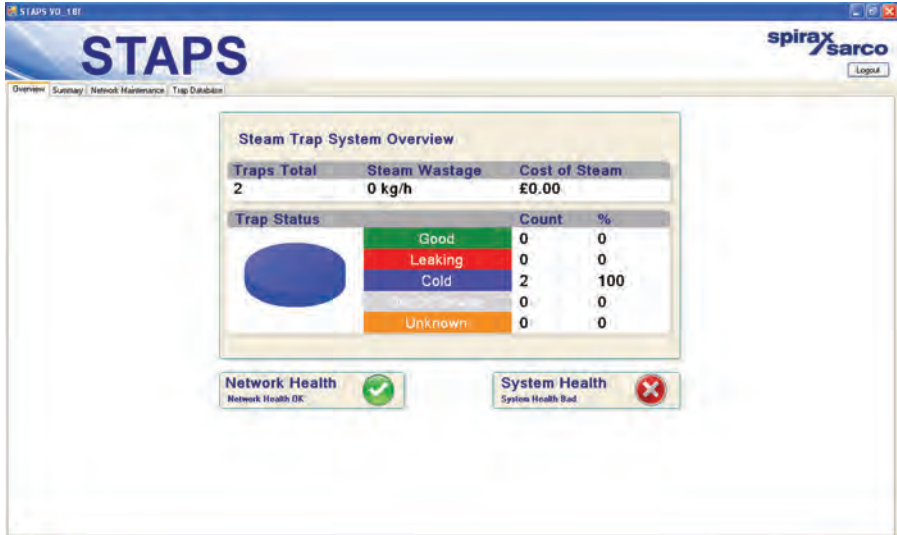 STAPS V0_1.6f
STAPS
spirax
sarco
Logout
Overview Summary Network Maintenance Trap Database
Steam Trap System Overview
Traps Total Steam Wastage Cost of Steam
2 0 kg/h £0.00
Trap Status Count %
Good 0 0
Leaking 0 0
Cold 2 100
0 0
Unknown 0 0
Network Health
Network Health OK
System Health
System Health Bad